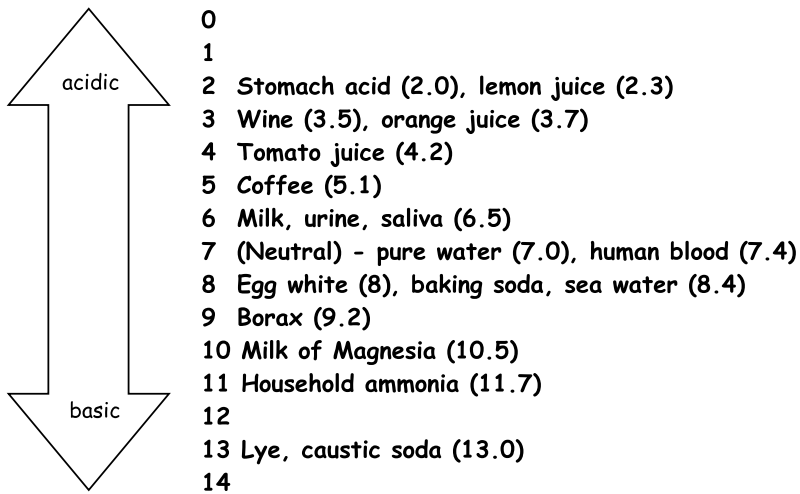 0
1
acidic
2 Stomach acid (2.0), lemon juice (2.3)
3 Wine (3.5), orange juice (3.7)
4 Tomato juice (4.2)
5 Coffee (5.1)
6 Milk, urine, saliva (6.5)
7 (Neutral) - pure water (7.0), human blood (7.4)
8 Egg white (8), baking soda, sea water (8.4)
9 Borax (9.2)
10 Milk of Magnesia (10.5)
11 Household ammonia (11.7)
basic
12
13 Lye, caustic soda (13.0)
14